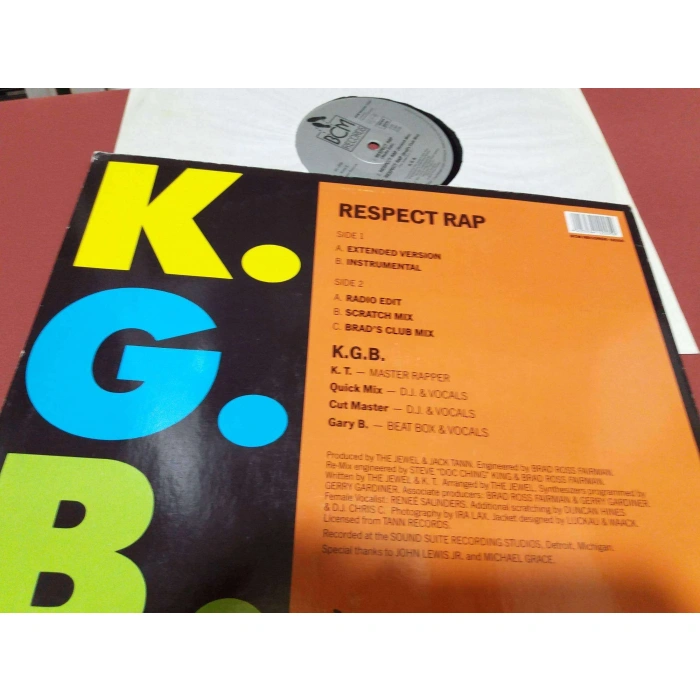 BCM
RECORDS
RESPECT RAP
K.
G.
B.
RESPECT RAP
SIDE 1
A. EXTENDED VERSION
B. INSTRUMENTAL
SIDE 2
A. RADIO EDIT
B. SCRATCH MIX
C. BRAD'S CLUB MIX
K.G.B.
K. T. — MASTER RAPPER
Quick Mix — D.J. & VOCALS
Cut Master — D.J. & VOCALS
Gary B. — BEAT BOX & VOCALS
Produced by THE JEWEL & JACK TANN. Engineered by BRAD ROSS FAIRMAN.
Re-Mix engineered by STEVE "DOC CHING" KING & BRAD ROSS FAIRMAN.
Written by THE JEWEL & K. T. Arranged by THE JEWEL. Synthesizers programmed by
GERRY GARDINER. Associate producers: BRAD ROSS FAIRMAN & GERRY GARDINER.
Female Vocalist: RENEE SAUNDERS. Additional scratching by DUNCAN HINES
& D.J. CHRIS C. Photography by IRA LAX. Jacket designed by LUCKAU & WARCK.
Licensed from TANN RECORDS.
Recorded at the SOUND SUITE RECORDING STUDIOS, Detroit, Michigan.
Special thanks to JOHN LEWIS JR. and MICHAEL GRACE.